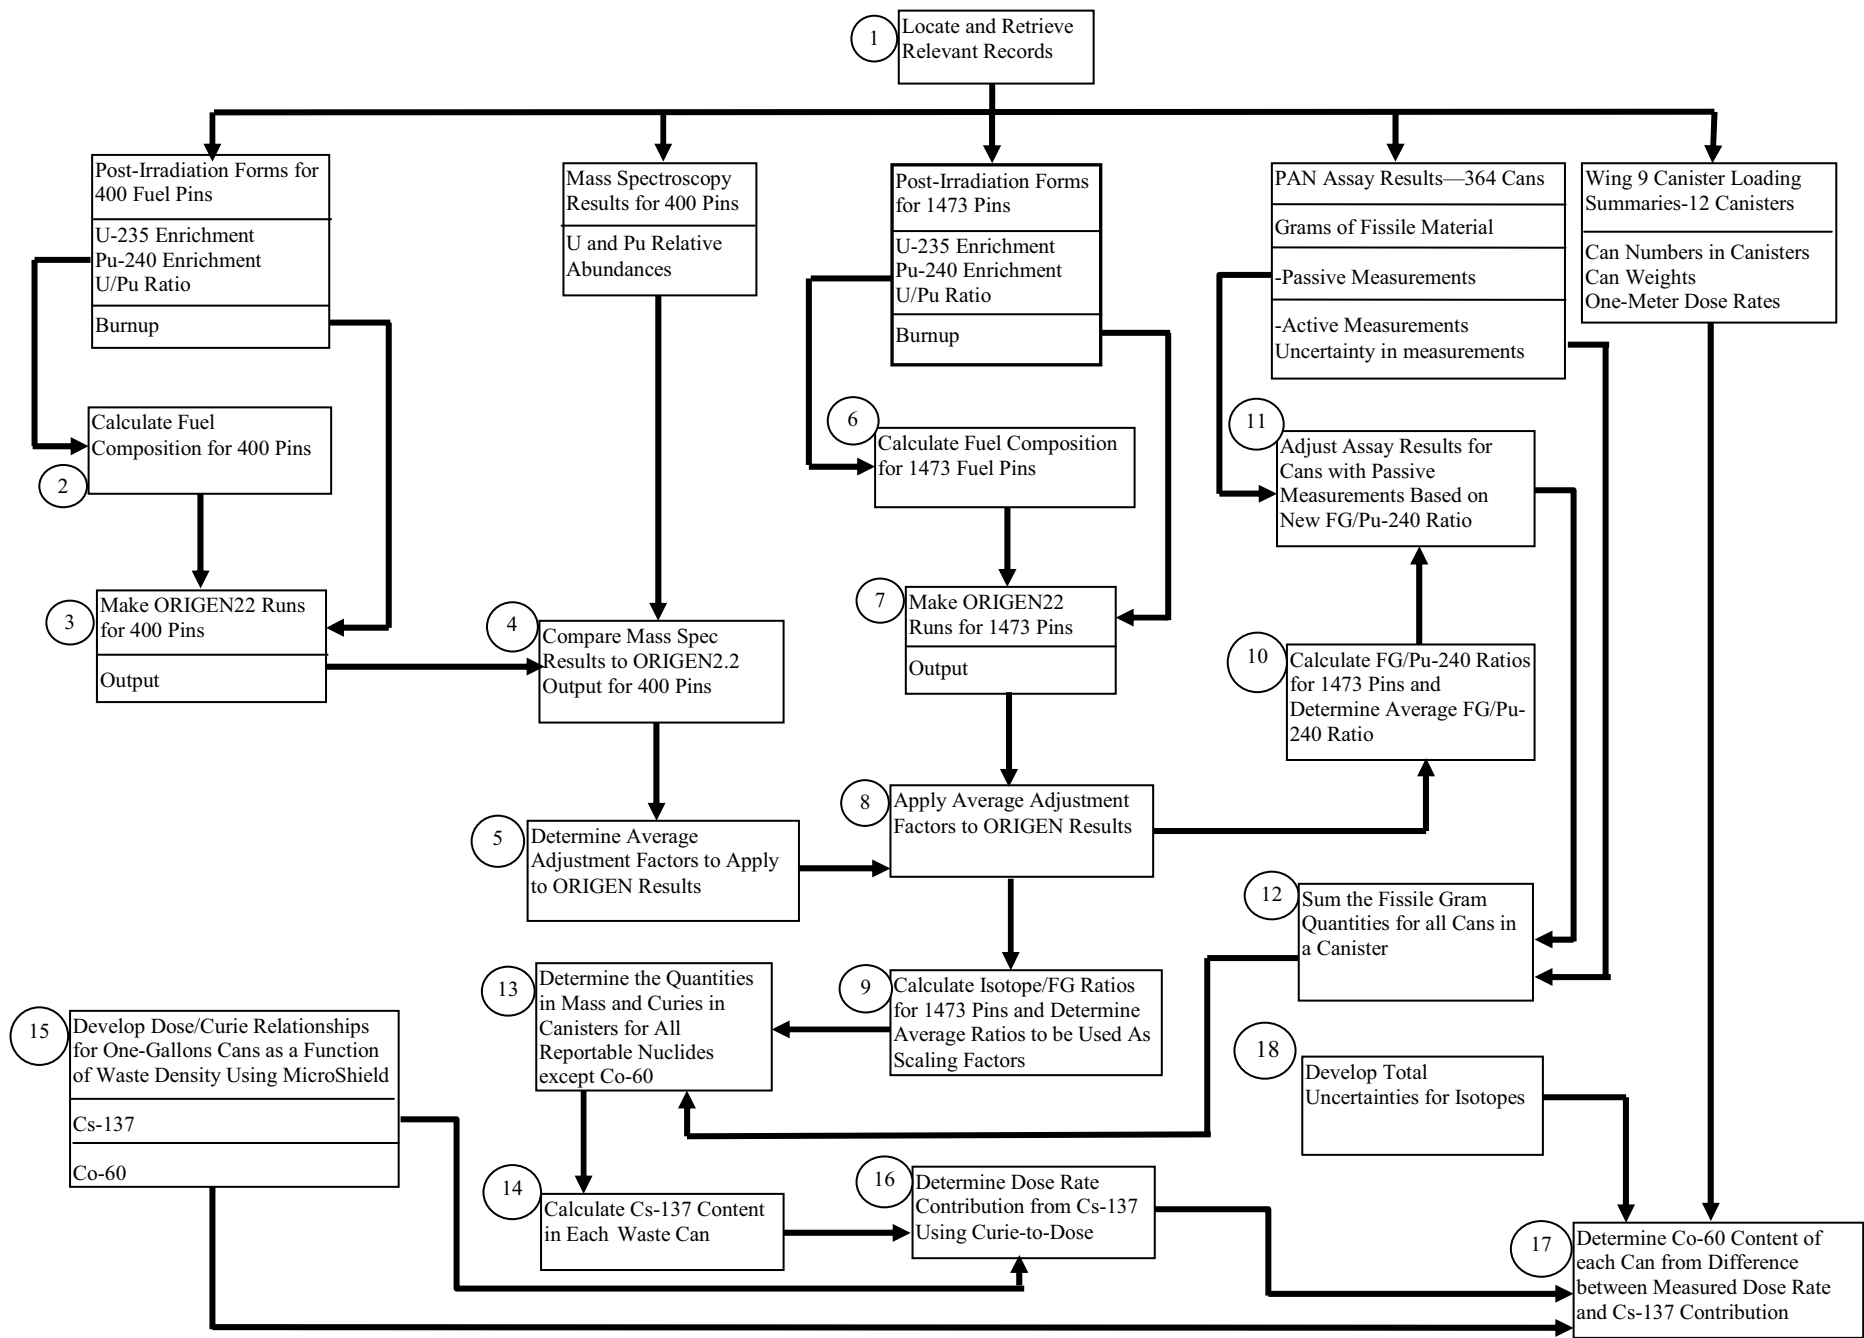 1
Locate and Retrieve
Relevant Records
Post-Irradiation Forms for
400 Fuel Pins
U-235 Enrichment
Pu-240 Enrichment
U/Pu Ratio
Burnup
Mass Spectroscopy
Results for 400 Pins
U and Pu Relative
Abundances
Post-Irradiation Forms
for 1473 Pins
U-235 Enrichment
Pu-240 Enrichment
U/Pu Ratio
Burnup
PAN Assay Results—364 Cans
Grams of Fissile Material
-Passive Measurements
-Active Measurements
Uncertainty in measurements
Wing 9 Canister Loading
Summaries-12 Canisters
Can Numbers in Canisters
Can Weights
One-Meter Dose Rates
2
Calculate Fuel
Composition for 400 Pins
6
Calculate Fuel Composition
for 1473 Fuel Pins
11
Adjust Assay Results for
Cans with Passive
Measurements Based on
New FG/Pu-240 Ratio
3
Make ORIGEN22 Runs
for 400 Pins
Output
4
Compare Mass Spec
Results to ORIGEN2.2
Output for 400 Pins
7
Make ORIGEN22
Runs for 1473 Pins
Output
10
Calculate FG/Pu-240 Ratios
for 1473 Pins and
Determine Average FG/Pu-
240 Ratio
5
Determine Average
Adjustment Factors to Apply
to ORIGEN Results
8
Apply Average Adjustment
Factors to ORIGEN Results
12
Sum the Fissile Gram
Quantities for all Cans in
a Canister
13
Determine the Quantities
in Mass and Curies in
Canisters for All
Reportable Nuclides
except Co-60
9
Calculate Isotope/FG Ratios
for 1473 Pins and Determine
Average Ratios to be Used As
Scaling Factors
15
Develop Dose/Curie Relationships
for One-Gallons Cans as a Function
of Waste Density Using MicroShield
Cs-137
Co-60
18
Develop Total
Uncertainties for Isotopes
14
Calculate Cs-137 Content
in Each Waste Can
16
Determine Dose Rate
Contribution from Cs-137
Using Curie-to-Dose
17
Determine Co-60 Content of
each Can from Difference
between Measured Dose Rate
and Cs-137 Contribution